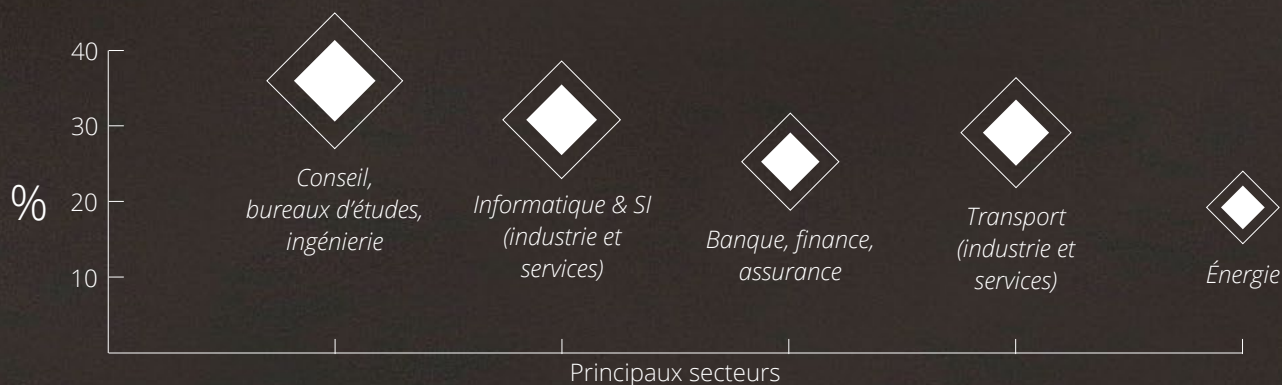 40
30
%
20
10
Conseil,
bureaux d’études,
ingénierie
Informatique & SI
(industrie et
services)
Banque, finance,
assurance
Transport
(industrie et
services)
Énergie
Principaux secteurs